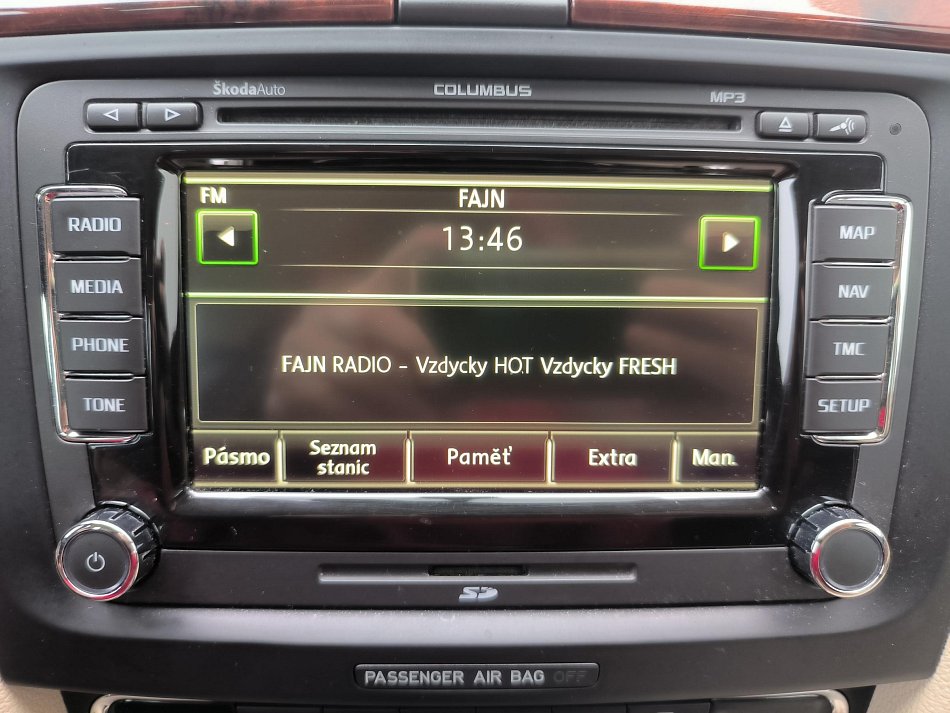 ŠkodaAuto
COLUMBUS
MP3
RADIO
MEDIA
PHONE
TONE
FM
FAJN
13:46
FAJN RADIO - Vzdycky HOT Vzdycky FRESH
Pásmo
Seznam
stanic
Paměť
Extra
Man.
MAP
NAV
TMC
SETUP
SD
PASSENGER AIR BAG OFF